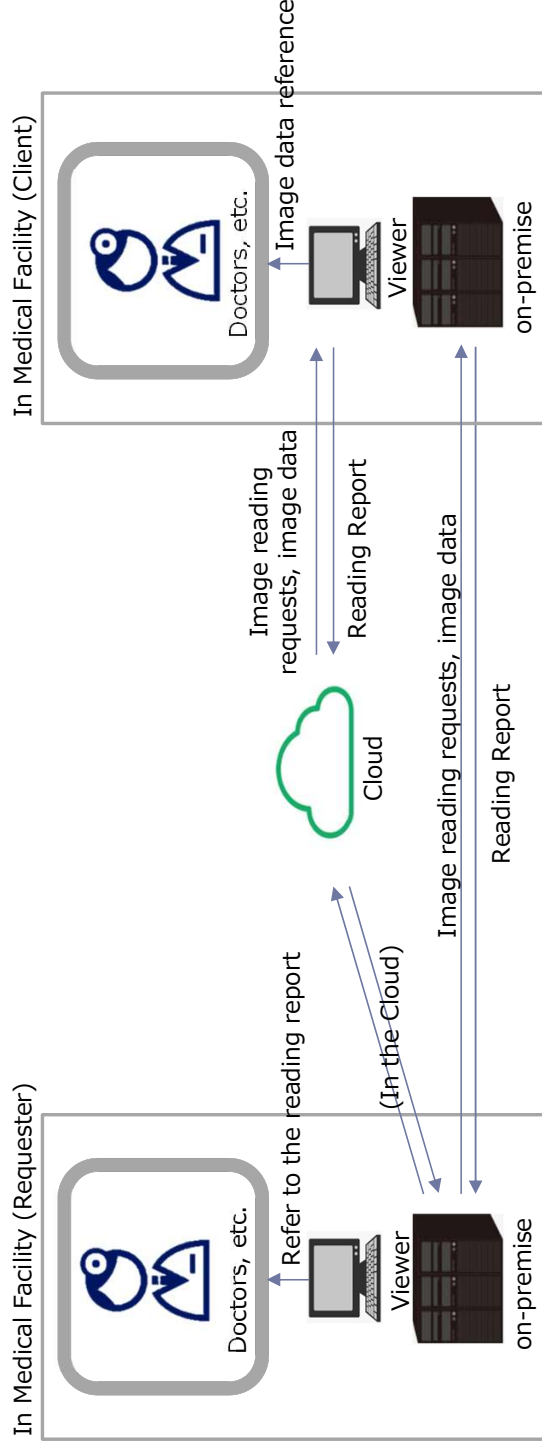 In Medical Facility (Requester)
Doctors, etc.
Refer to the reading report
Viewer
on-premise
(In the Cloud)
Cloud
Image reading
requests, image data
Reading Report
Image reading requests, image data
Reading Report
In Medical Facility (Client)
Doctors, etc.
Image data reference
Viewer
on-premise